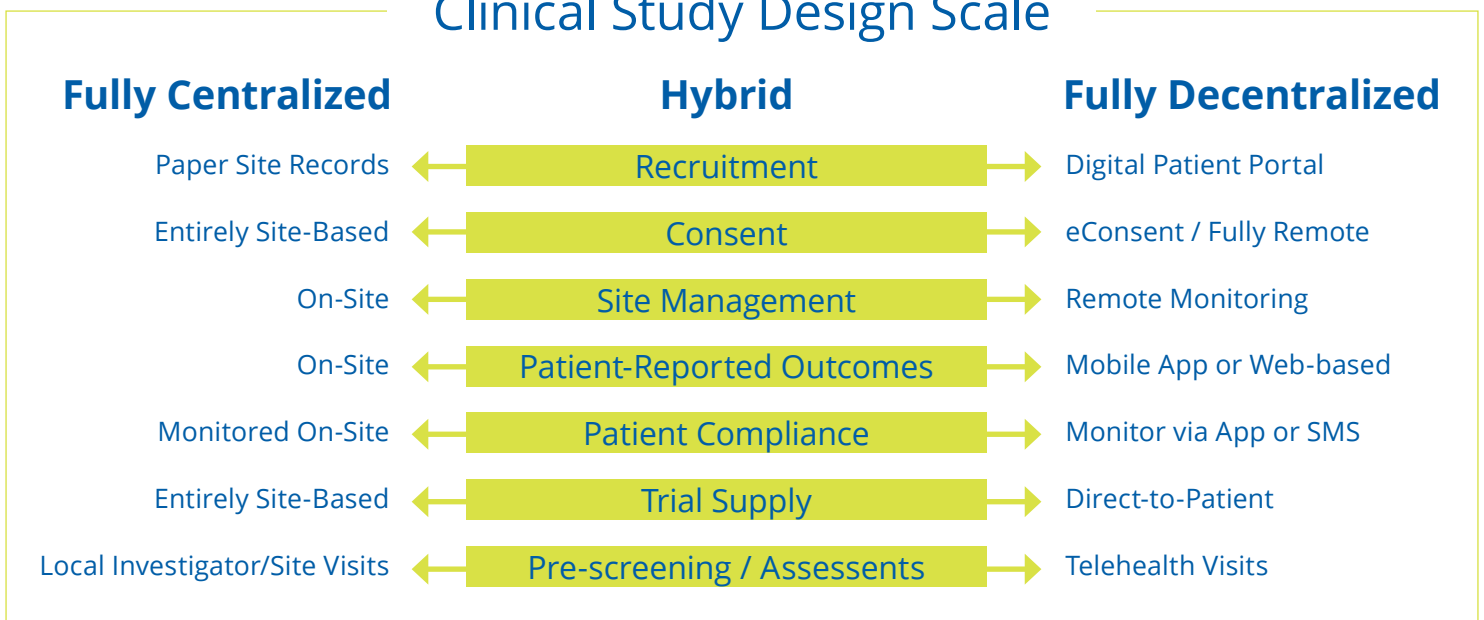 Clinical Study Design Scale
Fully Centralized Hybrid Fully Decentralized
Paper Site Records Recruitment Digital Patient Portal
Entirely Site-Based Consent eConsent / Fully Remote
On-Site Site Management Remote Monitoring
On-Site Patient-Reported Outcomes Mobile App or Web-based
Monitored On-Site Patient Compliance Monitor via App or SMS
Entirely Site-Based Trial Supply Direct-to-Patient
Local Investigator/Site Visits Pre-screening / Assessents Telehealth Visits